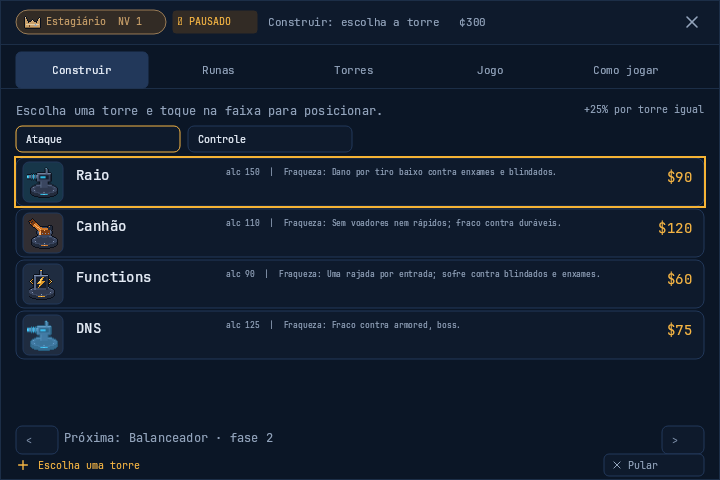 Estagiário NV 1
PAUSADO
Construir: escolha a torre $300
Construir
Runas
Torres
Jogo
Como jogar
Escolha uma torre e toque na faixa para posicionar.
+25% por torre igual
Ataque
Controle
Raio
alc 150 | Fraqueza: Dano por tiro baixo contra enxames e blindados.
$90
Canhão
alc 110 | Fraqueza: Sem voadores nem rápidos; fraco contra duráveis.
$120
Functions
alc 90 | Fraqueza: Uma rajada por entrada; sofre contra blindados e enxames.
$60
DNS
alc 125 | Fraqueza: Fraco contra armored, boss.
$75
<
Próxima: Balanceador · fase 2
>
Escolha uma torre
Pular